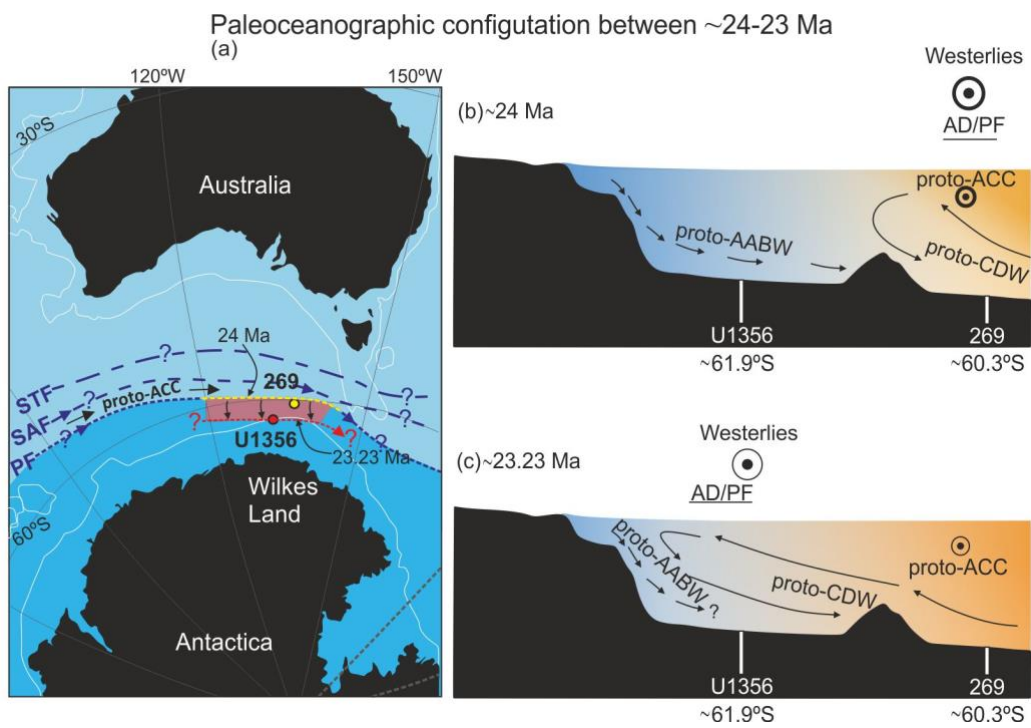 Paleoceanographic configutation between ~24-23 Ma
(a)
120ºW
150ºW
30ºS
Australia
24 Ma
STF
?
SAF
?
proto-ACC
269
?
?
PF
?
?
?
U1356
?
23.23 Ma
Wilkes
Land
60ºS
Antactica
Westerlies
(b)~24 Ma
AD/PF
proto-ACC
proto-AABW
proto-CDW
U1356
~61.9ºS
269
~60.3ºS
Westerlies
(c)~23.23 Ma
AD/PF
proto-AABW
?
proto-CDW
proto-ACC
U1356
~61.9ºS
269
~60.3ºS